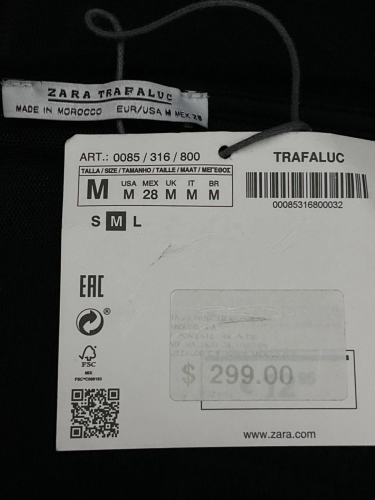 ZARA TRAFALUC
MADE IN MOROCCO EUR/USA M MEX 28
ART.: 0085 / 316 / 800
TRAFALUC
TALLA / SIZE / TAMANHO / TAILLE / MAAT / ΜΕΓΕΘΟΣ
M
USA MEX UK IT BR
M 28 M M M
00085316800032
S M L
EAC
FSC
MIX
$ 299.00
www.zara.com